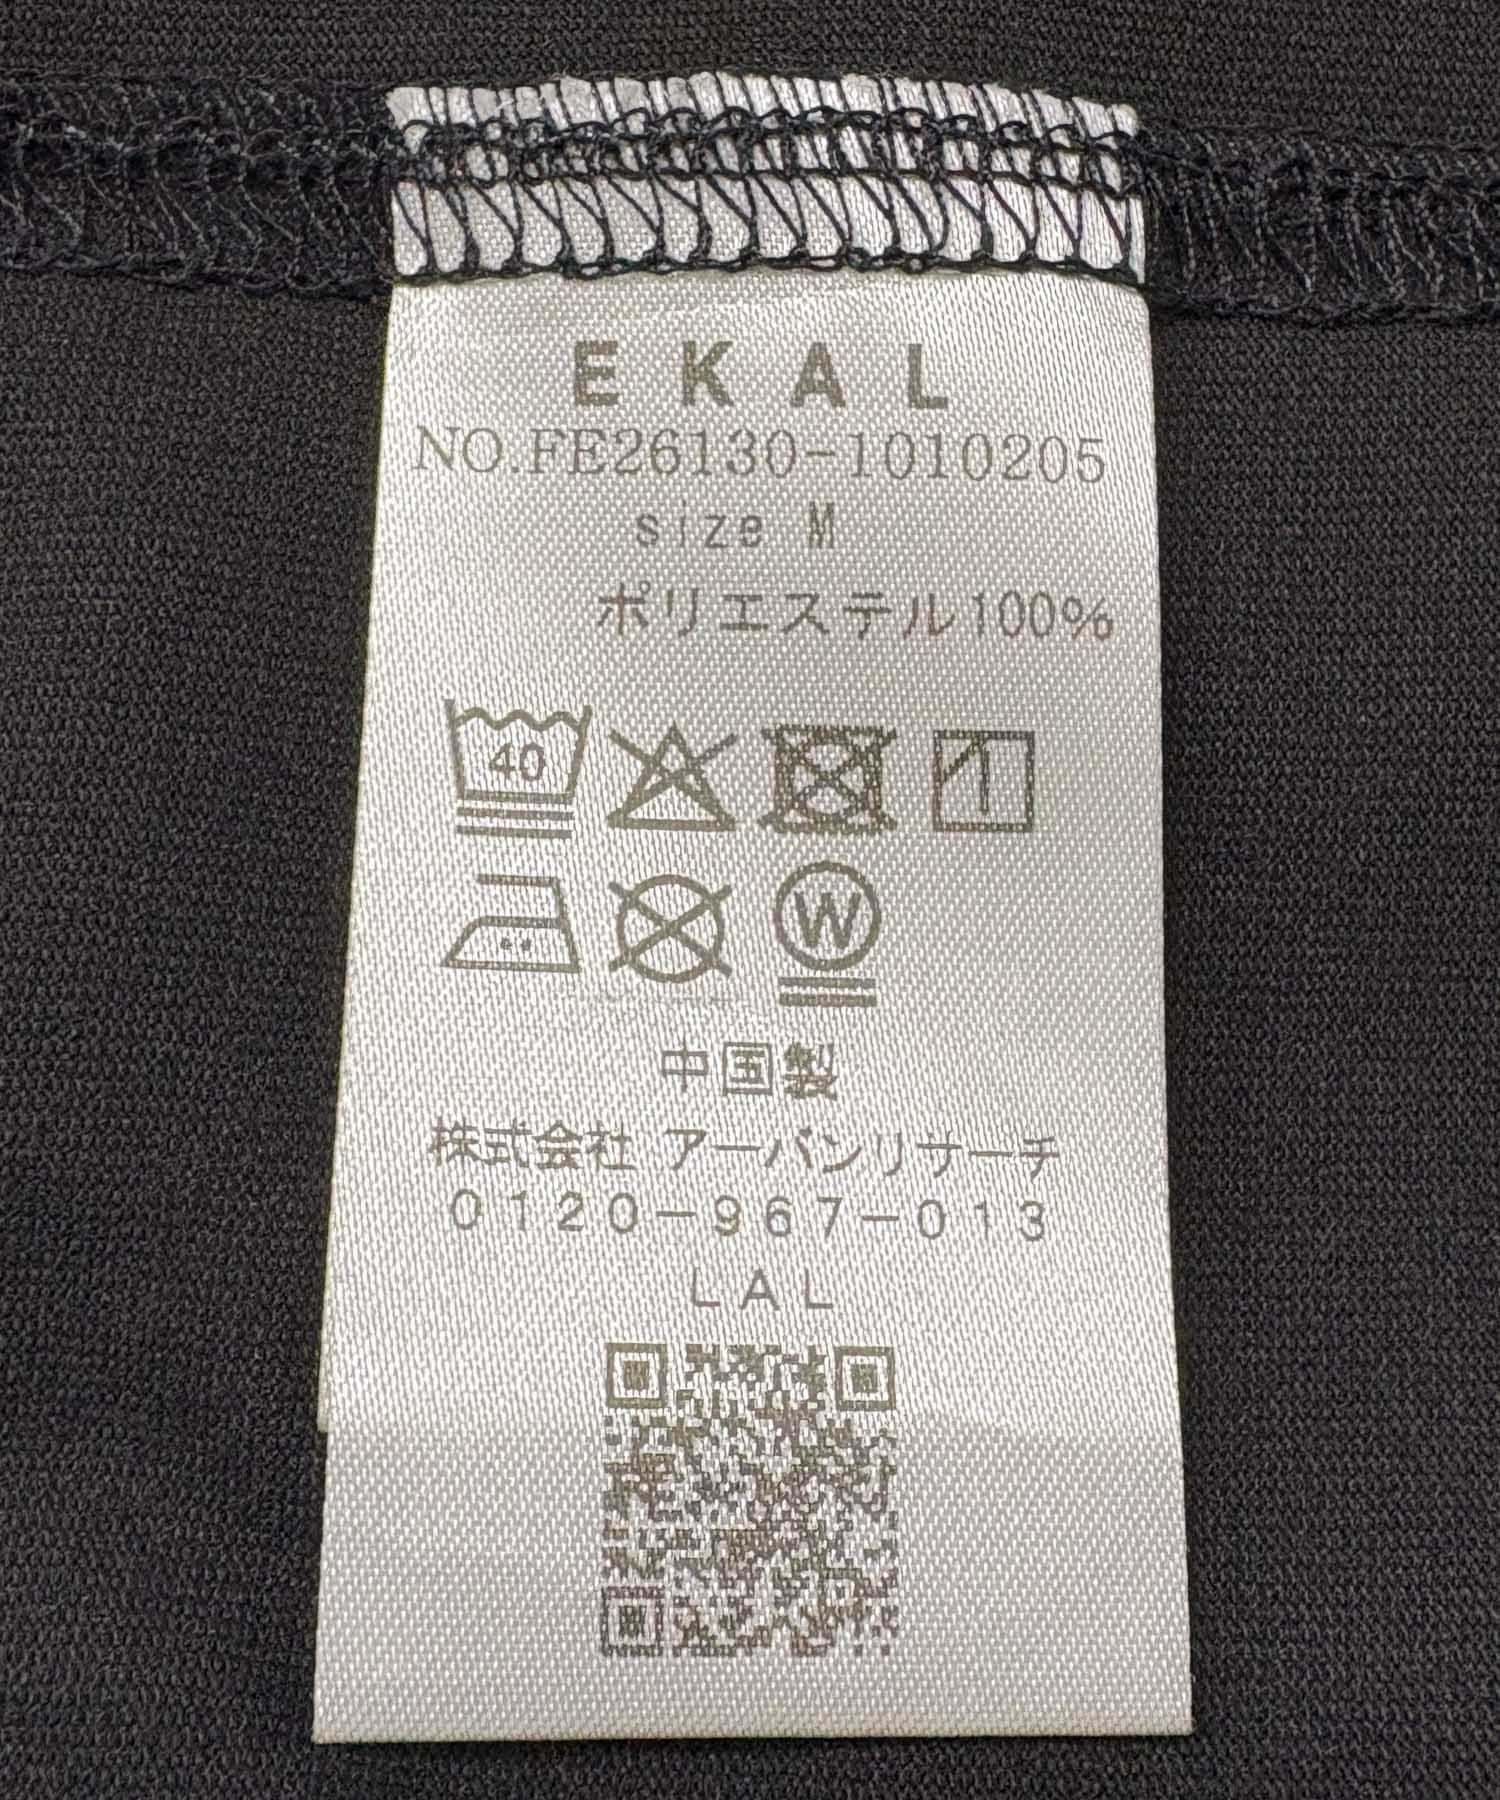 EKAL
NO.FE26130-1010205
size M
ポリエステル100%
40
W
中国製
株式会社 アーバンリサーチ
0120-967-013
LAL